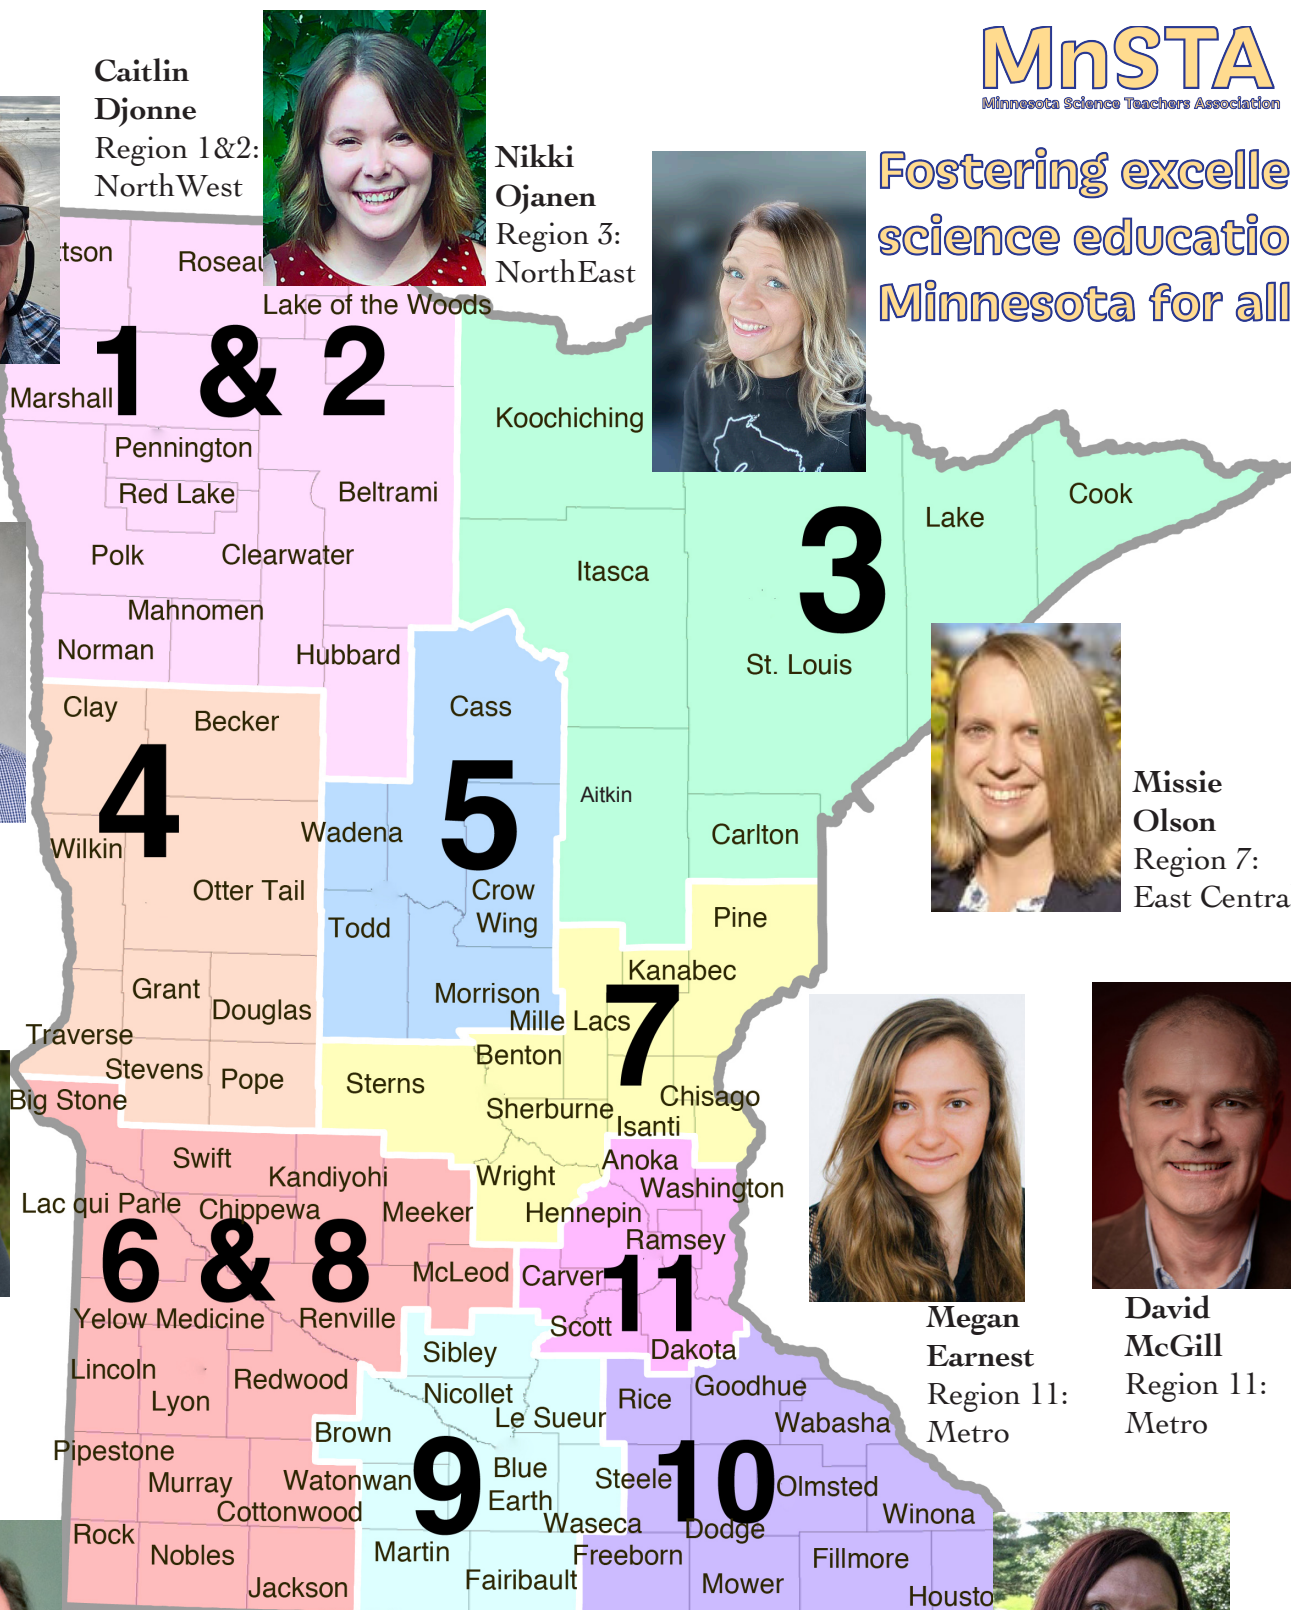 MnSTA
Minnesota Science Teachers Association
Fostering excelle
science educatio
Minnesota for all
Caitlin
Djonne
Region 1&2:
NorthWest
Nikki
Ojanen
Region 3:
NorthEast
tson
Roseau
Lake of the Woods
1 & 2
Marshall
Pennington
Red Lake
Beltrami
Polk
Clearwater
Mahnomen
Norman
Hubbard
Koochiching
Itasca
3
Lake
Cook
St. Louis
Aitkin
Carlton
Clay
Becker
4
Wilkin
Otter Tail
Grant
Douglas
Traverse
Stevens
Pope
Cass
5
Wadena
Crow
Wing
Todd
Morrison
Missie
Olson
Region 7:
East Centra
Pine
Kanabec
7
Mille Lacs
Benton
Sterns
Sherburne
Chisago
Isanti
Wright
Big Stone
Swift
Kandiyohi
Lac qui Parle
Chippewa
Meeker
6 & 8
McLeod
Yelow Medicine
Renville
Lincoln
Lyon
Redwood
Pipestone
Murray
Cottonwood
Rock
Nobles
Jackson
Anoka
Washington
Hennepin
Ramsey
Carver
11
Scott
Dakota
Megan
Earnest
Region 11:
Metro
David
McGill
Region 11:
Metro
Sibley
Nicollet
Le Sueur
Brown
Watonwan
9
Blue
Earth
Waseca
Martin
Fairibault
Rice
Goodhue
Wabasha
Steele
10
Olmsted
Dodge
Winona
Freeborn
Mower
Fillmore
Housto